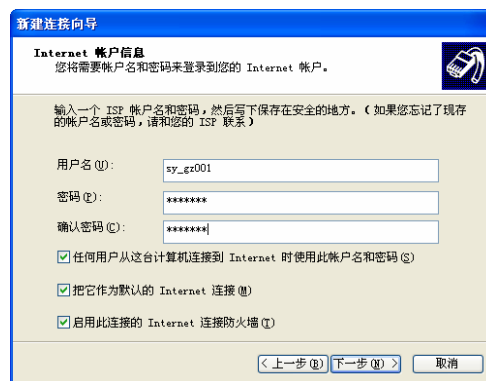 新建连接向导
Internet 帐户信息
您将需要帐户名和密码来登录到您的 Internet 帐户。
输入一个 ISP 帐户名和密码，然后写下保存在安全的地方。(如果您忘记了现存
的帐户名或密码，请和您的 ISP 联系)
用户名(U):
sy_gz001
密码(P):
*******
确认密码(C):
*******
任何用户从这台计算机连接到 Internet 时使用此帐户名和密码(S)
把它作为默认的 Internet 连接(M)
启用此连接的 Internet 连接防火墙(T)
< 上一步(B) 下一步(N) > 取消